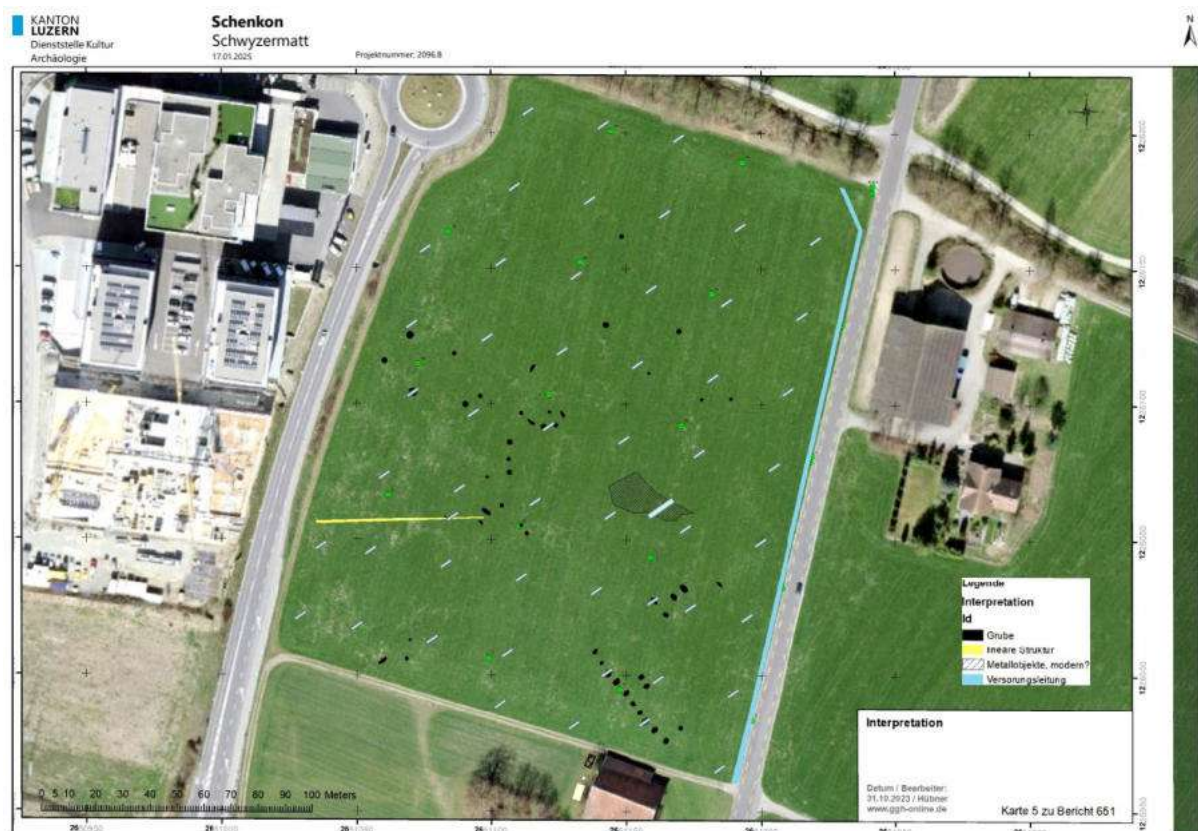 KANTON
LUZERN
Dienststelle Kultur
Archäologie
Schenkon
Schwyzermatt
17.01.2025
Projektnummer: 2096.B
N
Legende
Interpretation
Id
Grube
lineare Struktur
Metallobjekte, modern?
Versorungsleitung
Interpretation
Datum / Bearbeiter:
31.10.2023 / Hübner
www.ggh-online.de
Karte 5 zu Bericht 651
0 5 10 20 30 40 50 60 70 80 90 100 Meters